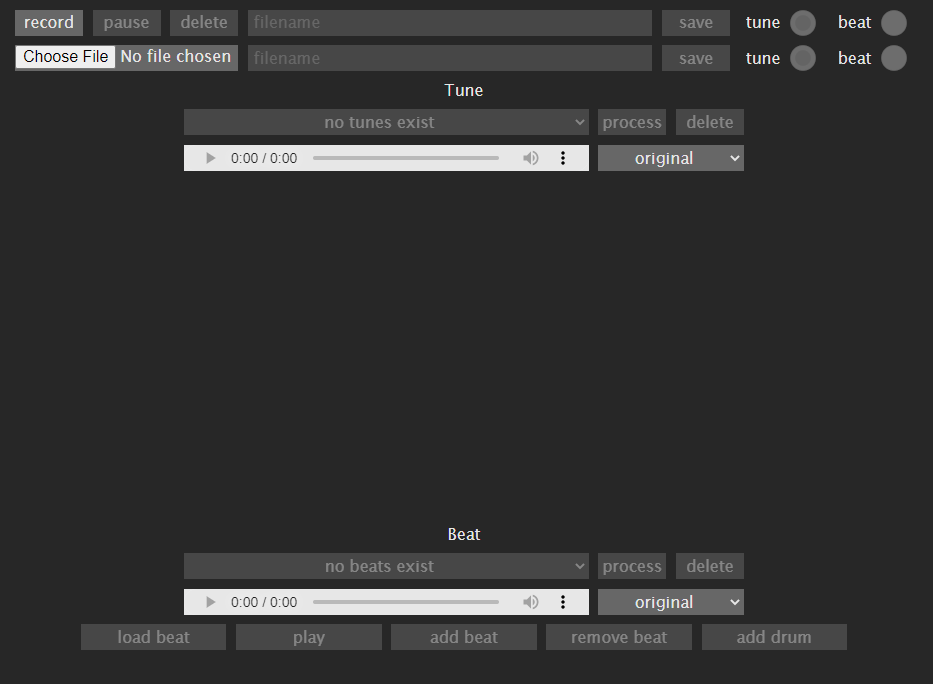 record pause delete filename save tune beat
Choose File No file chosen filename save tune beat
Tune
no tunes exist process delete
0:00 / 0:00 original
Beat
no beats exist process delete
0:00 / 0:00 original
load beat play add beat remove beat add drum